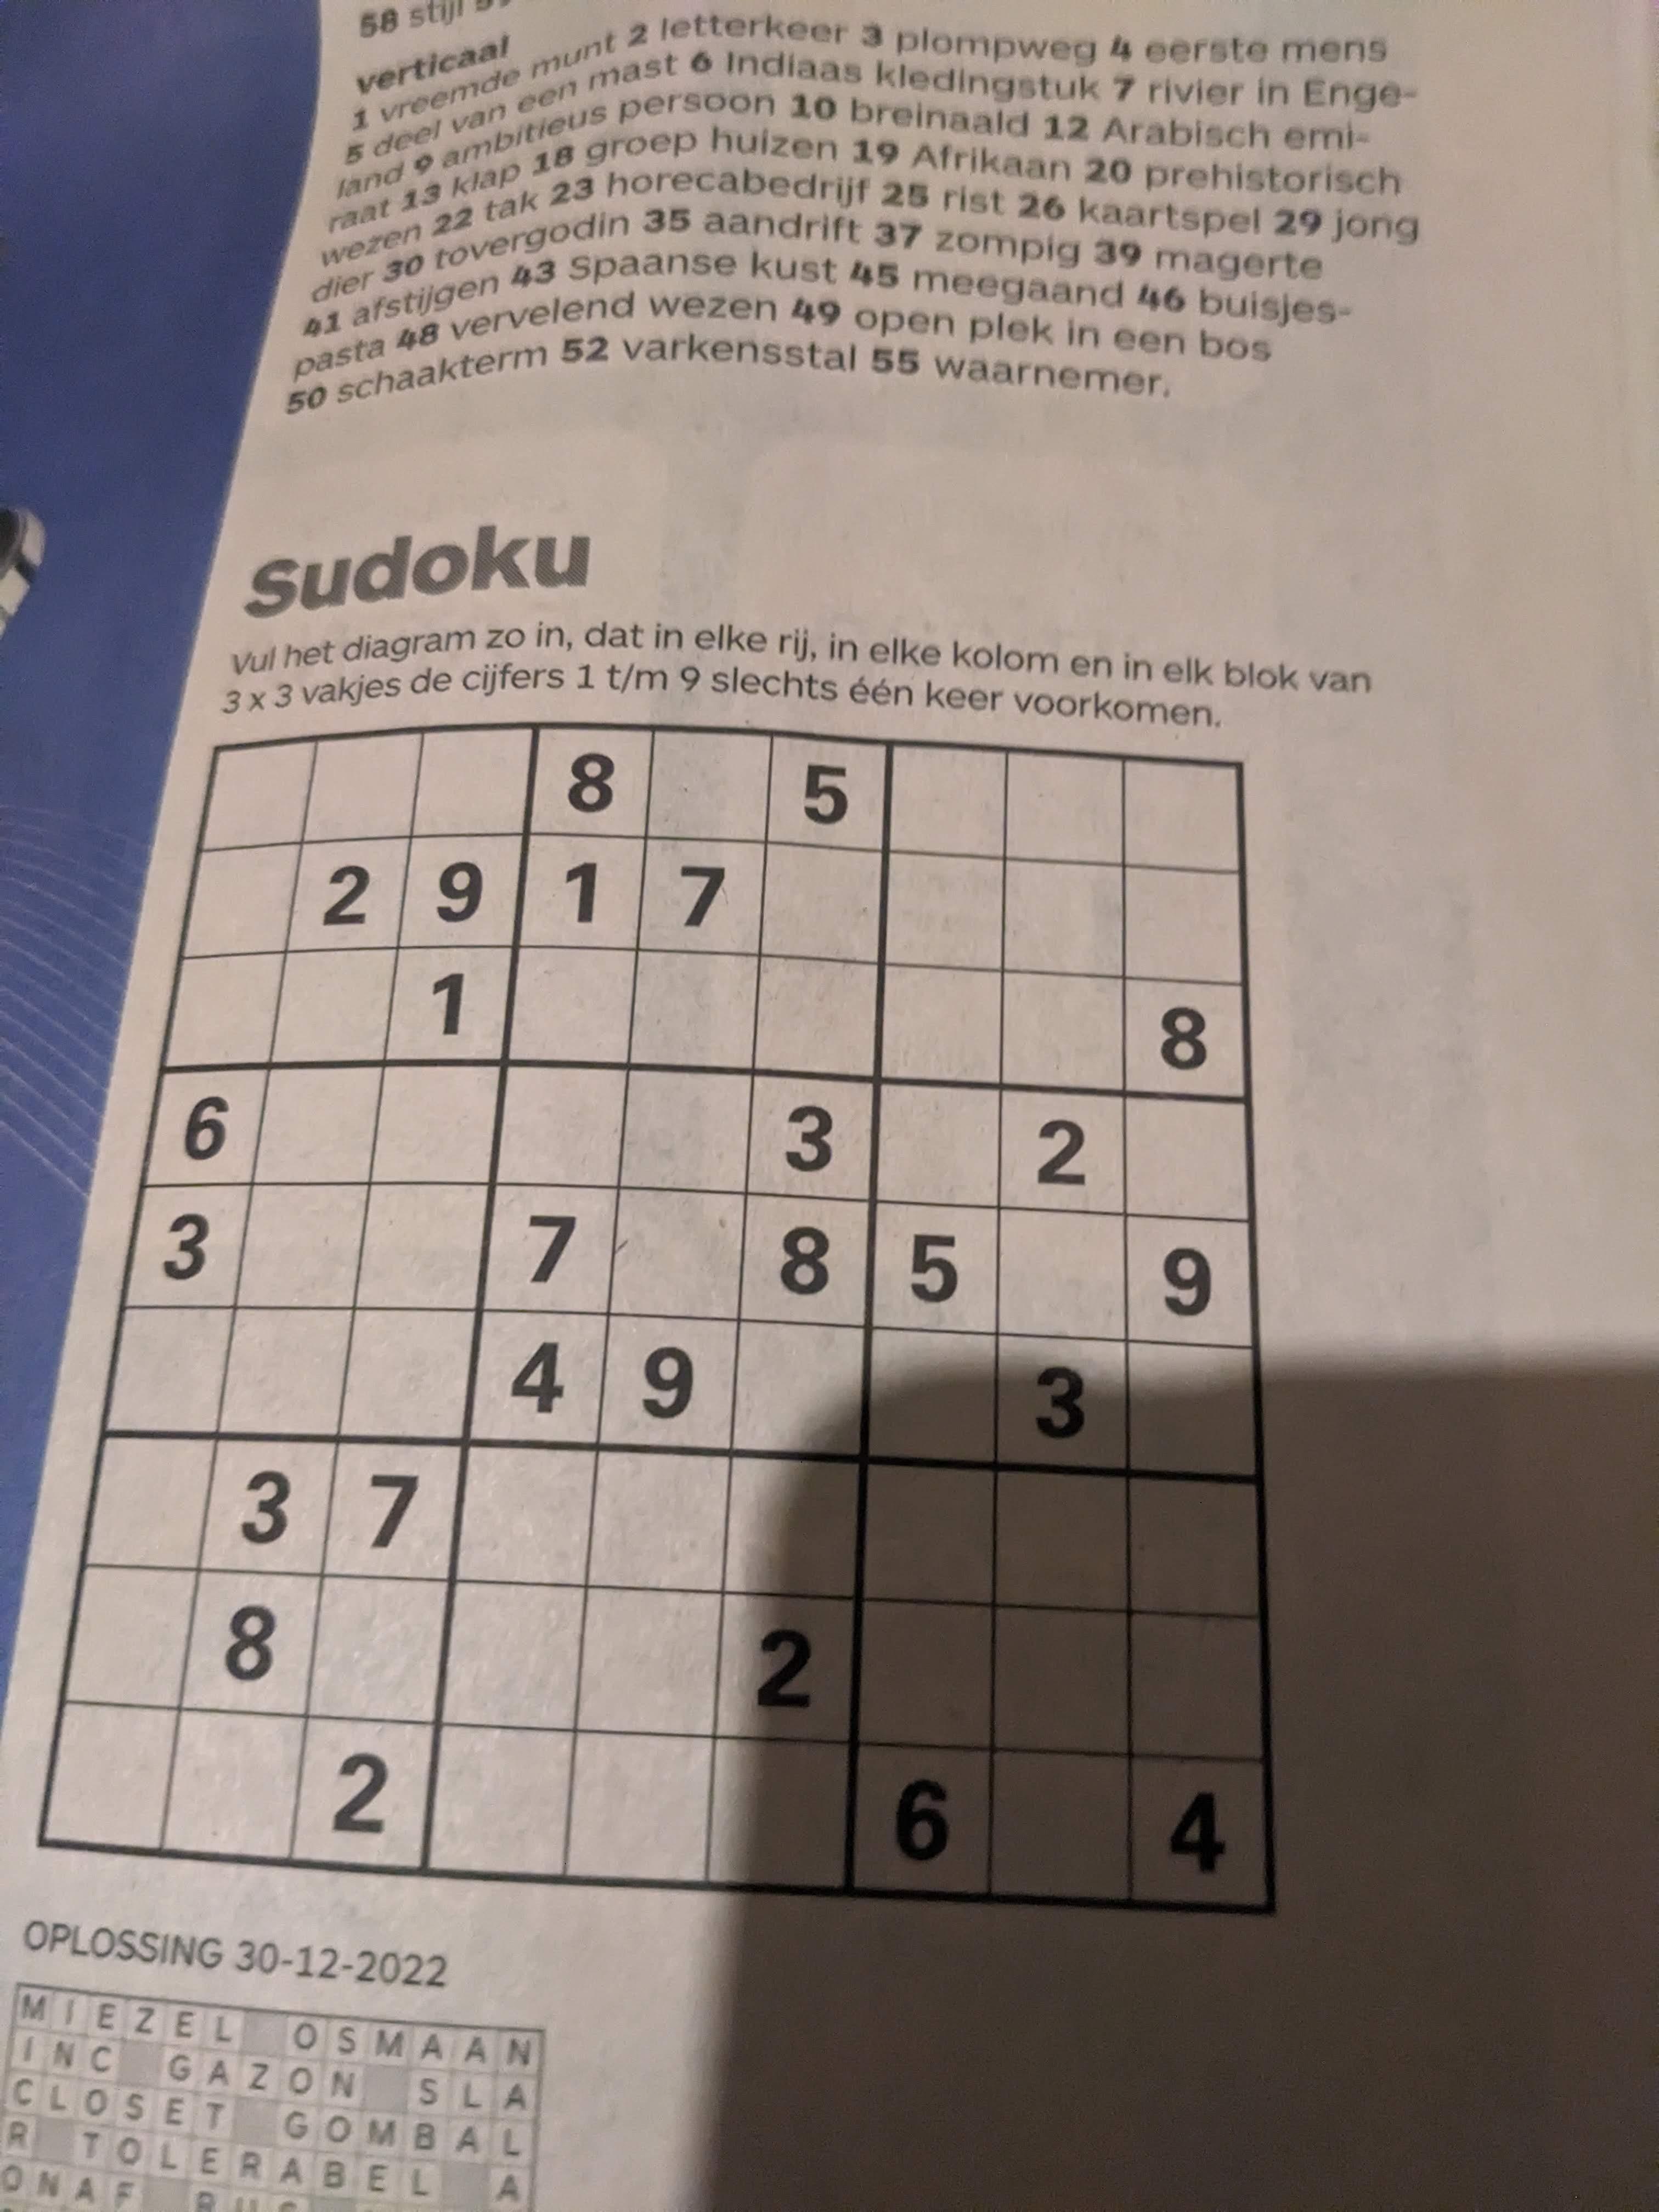 58 stijl
verticaal
1 vreemde munt 2 letterkeer 3 plompweg 4 eerste mens
5 deel van een mast 6 Indiaas kledingstuk 7 rivier in Enge-
land 9 ambitieus persoon 10 breinaald 12 Arabisch emi-
raat 13 klap 18 groep huizen 19 Afrikaan 20 prehistorisch
wezen 22 tak 23 horecabedrijf 25 rist 26 kaartspel 29 jong
dier 30 tovergodin 35 aandrift 37 zompig 39 magerte
41 afstijgen 43 Spaanse kust 45 meegaand 46 buisjes-
pasta 48 vervelend wezen 49 open plek in een bos
50 schaakterm 52 varkensstal 55 waarnemer.
Sudoku
Vul het diagram zo in, dat in elke rij, in elke kolom en in elk blok van
3 x 3 vakjes de cijfers 1 t/m 9 slechts één keer voorkomen.
8 5
2 9 1 7
1 8
6 3 2
3 7 8 5 9
4 9 3
3 7
8 2
2 6 4
OPLOSSING 30-12-2022
MIEZEL OSMAAN
INC GAZON SLA
CLOSET GOMBAL
R TOLERABEL A
ONAF